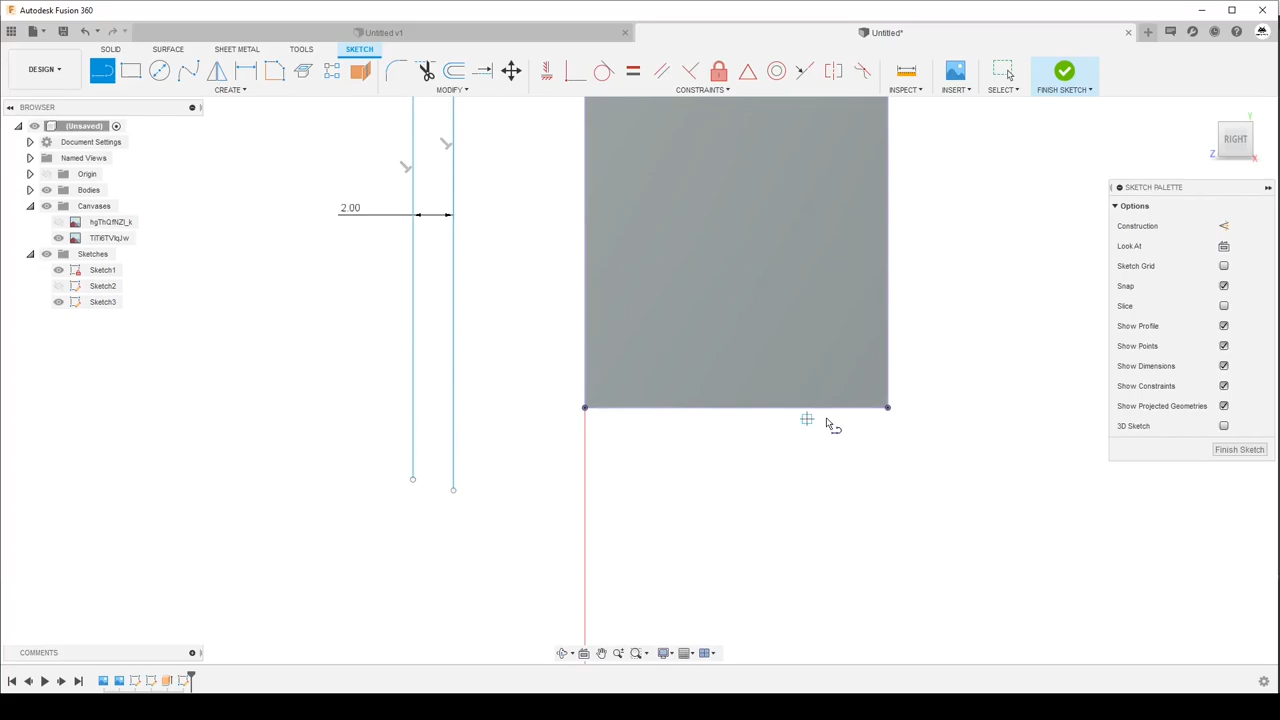 Autodesk Fusion 360
Untitled v1
Untitled*
DESIGN
SOLID
SURFACE
SHEET METAL
TOOLS
SKETCH
CREATE
MODIFY
CONSTRAINTS
INSPECT
INSERT
SELECT
FINISH SKETCH
BROWSER
(Unsaved)
Document Settings
Named Views
Origin
Bodies
Canvases
hgThQfNZl_k
TiTi6TVIqJw
Sketches
Sketch1
Sketch2
Sketch3
2.00
Y
RIGHT
Z
X
SKETCH PALETTE
Options
Construction
Look At
Sketch Grid
Snap
Slice
Show Profile
Show Points
Show Dimensions
Show Constraints
Show Projected Geometries
3D Sketch
Finish Sketch
COMMENTS